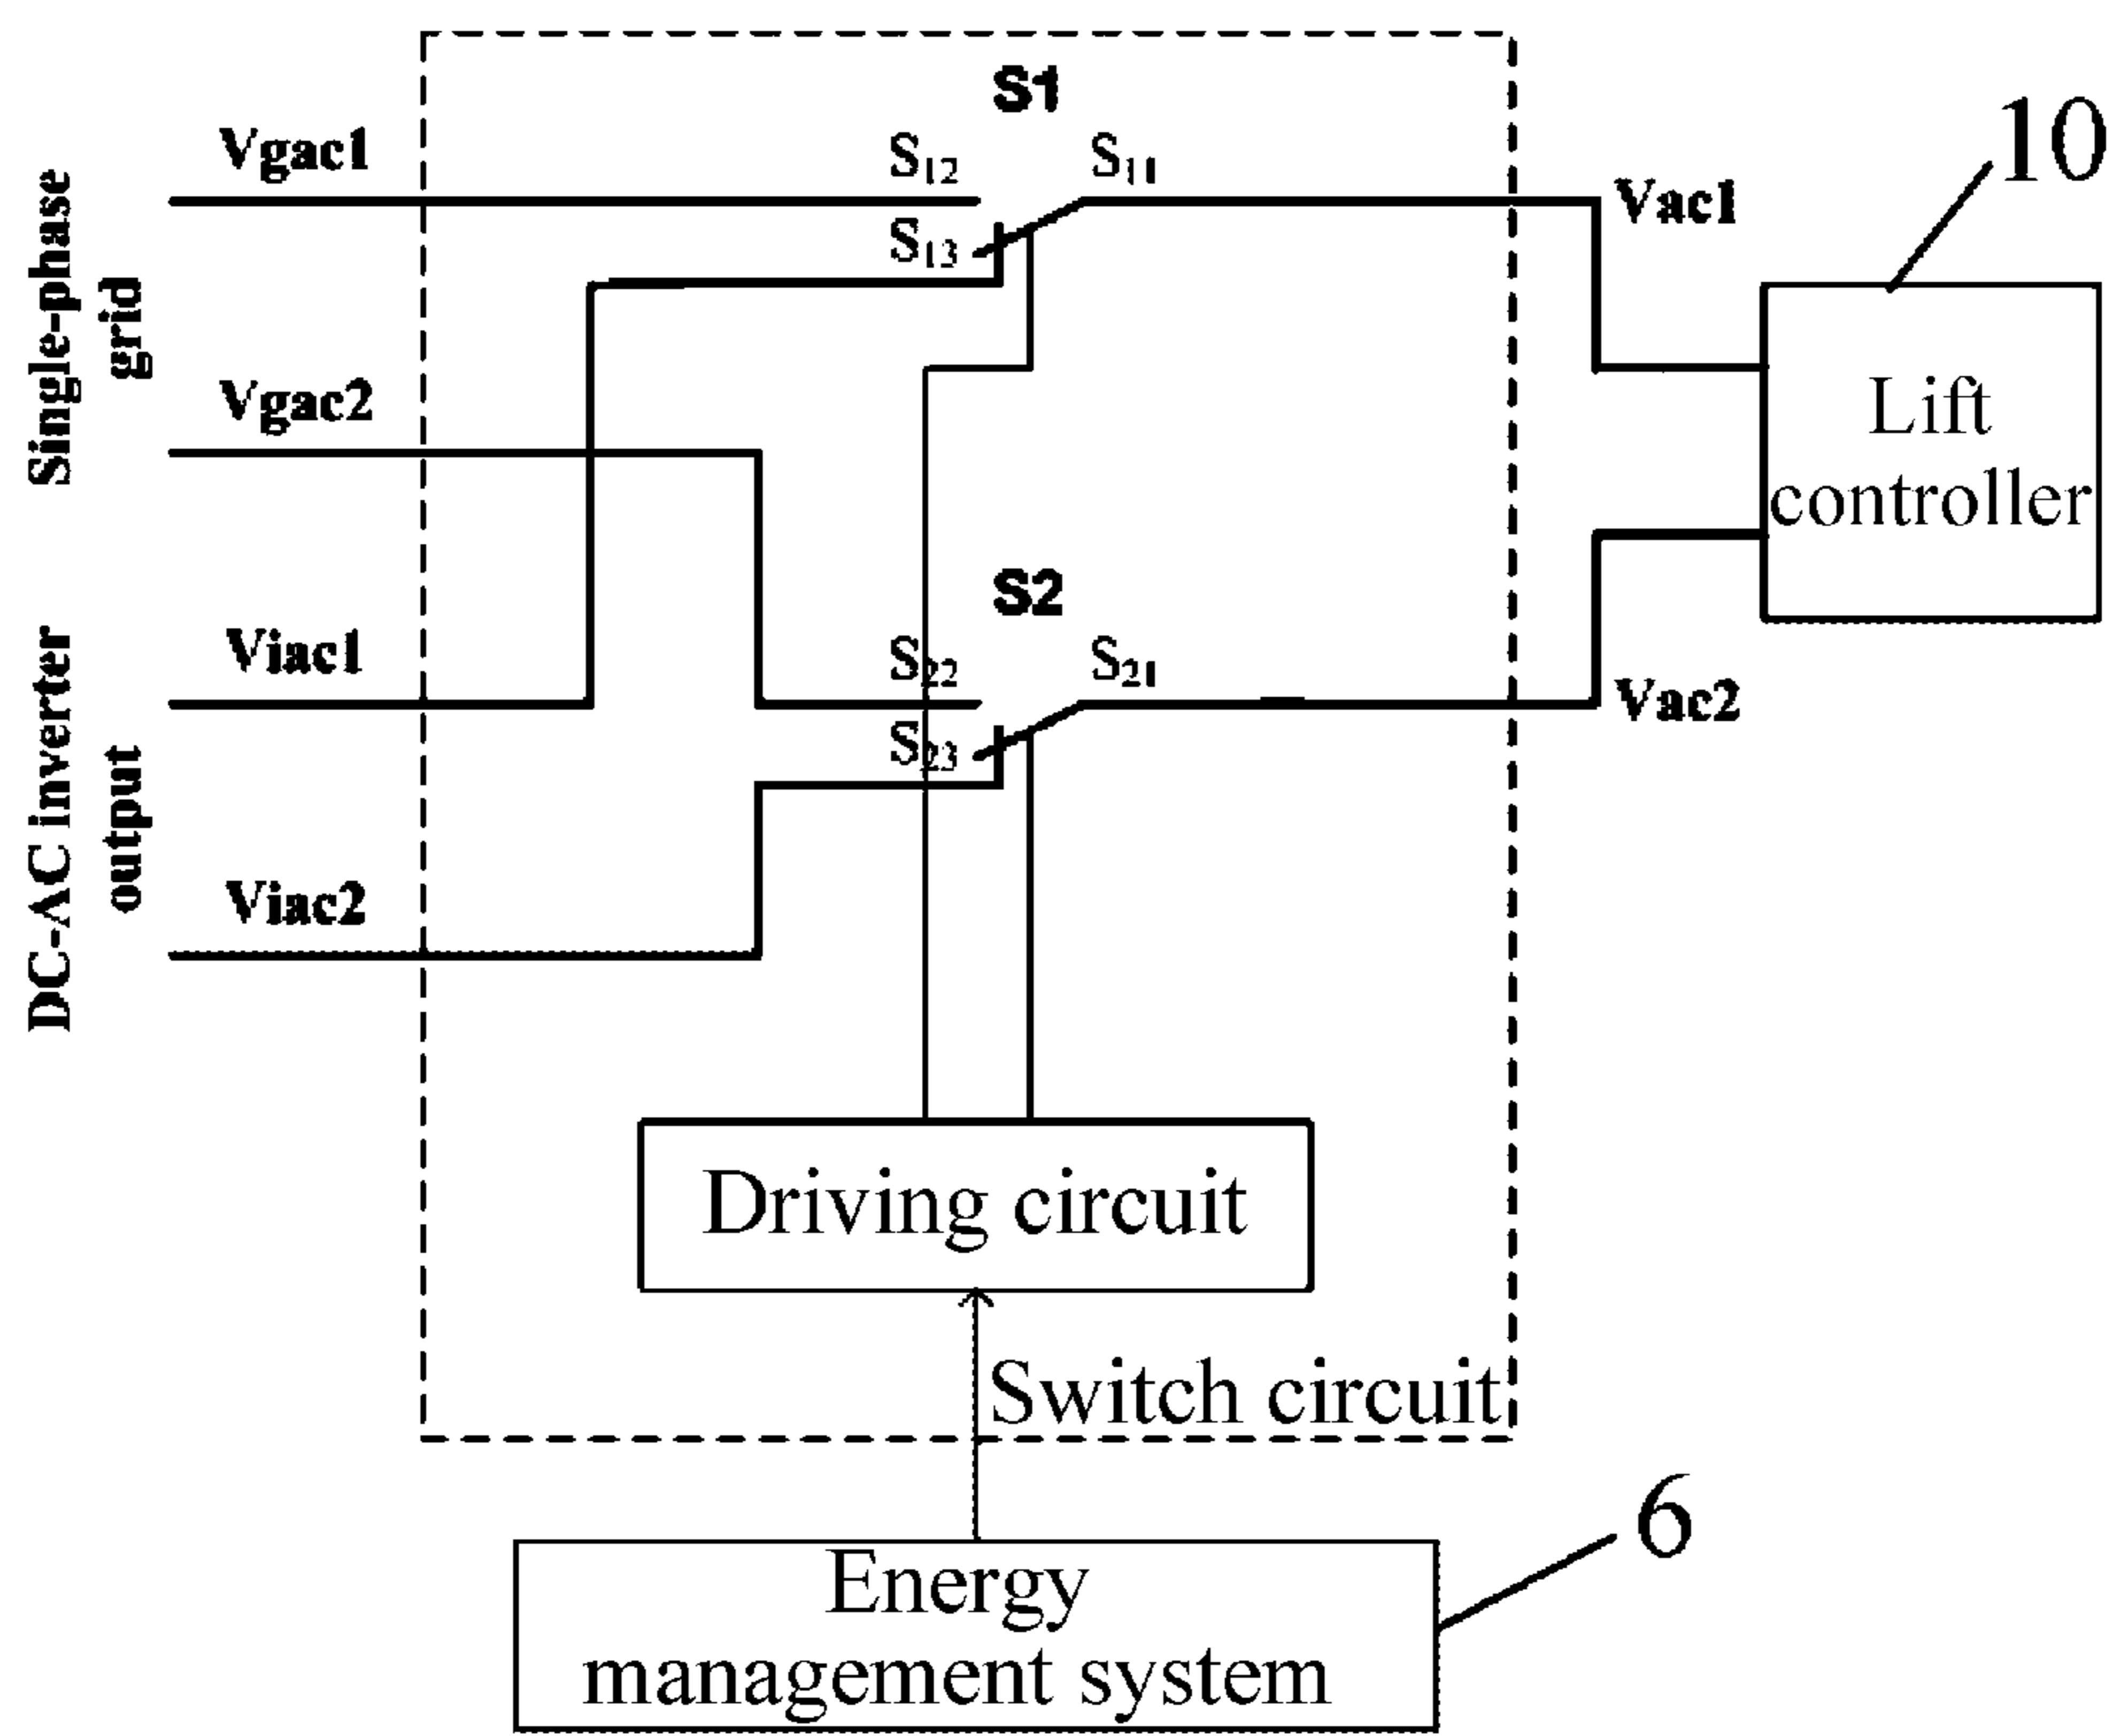 S1
Vgac1
S12
S11
Vac1
10
S13
Single-phase
grid
Vgac2
Lift
controller
S2
Viac1
S22
S21
Vac2
S23
DC-AC inverter
output
Viac2
Driving circuit
Switch circuit
6
Energy
management system